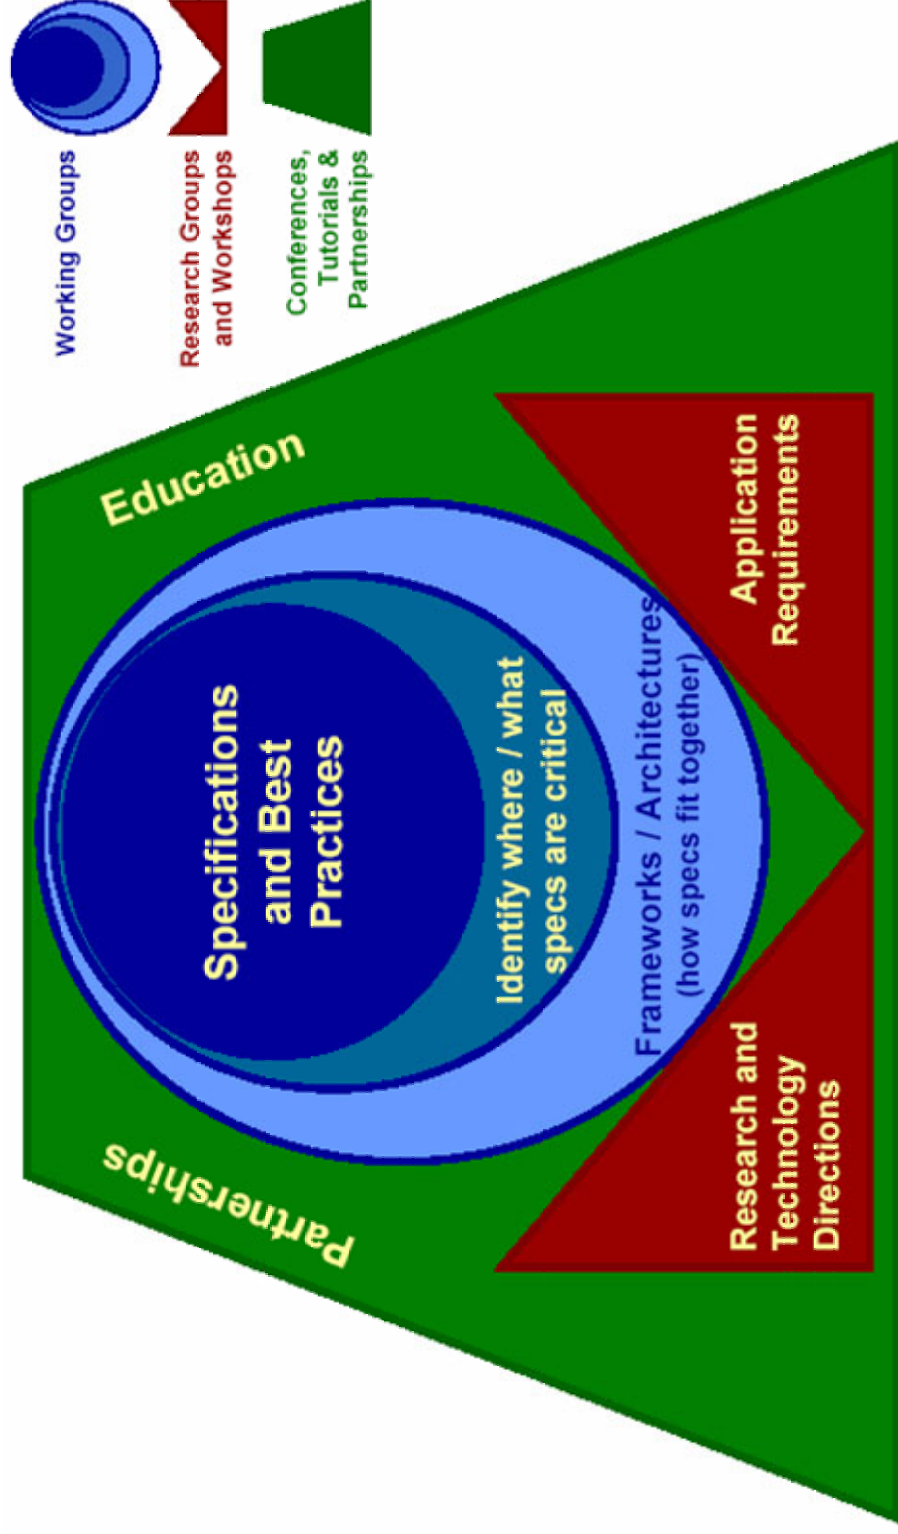 Partnerships
Education
Specifications
and Best
Practices
Identify where / what
specs are critical
Frameworks / Architectures
(how specs fit together)
Research and
Technology
Directions
Application
Requirements
Working Groups
Research Groups
and Workshops
Conferences,
Tutorials &
Partnerships